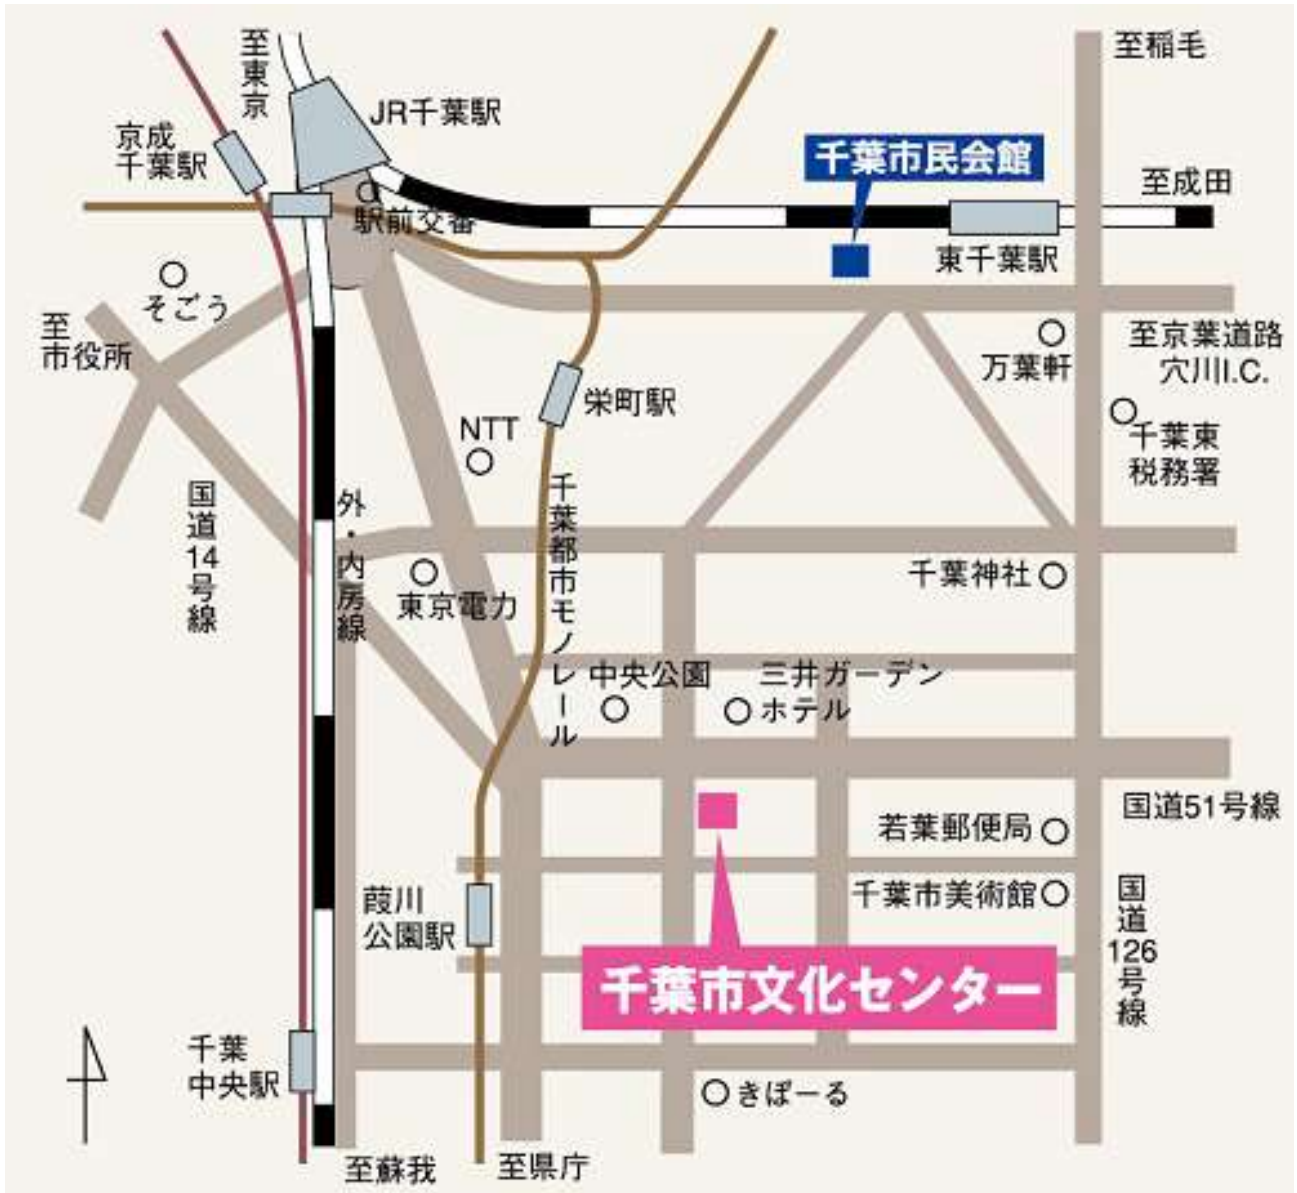 至東京
JR千葉駅
京成
千葉駅
駅前交番
千葉市民会館
至稲毛
至成田
東千葉駅
そごう
至
市役所
万葉軒
至京葉道路
穴川I.C.
千葉東
税務署
栄町駅
NTT
国道14号線
外・内房線
千葉都市モノレール
東京電力
千葉神社
中央公園
三井ガーデン
ホテル
国道51号線
若葉郵便局
千葉市美術館
国道126号線
葭川
公園駅
千葉市文化センター
千葉
中央駅
きぼーる
至蘇我
至県庁